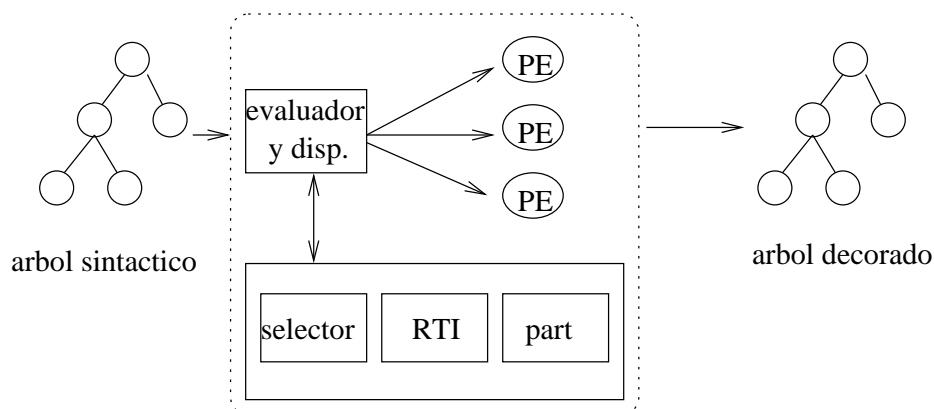 PE
evaluador
y disp.
PE
PE
arbol sintactico
arbol decorado
selector
RTI
part